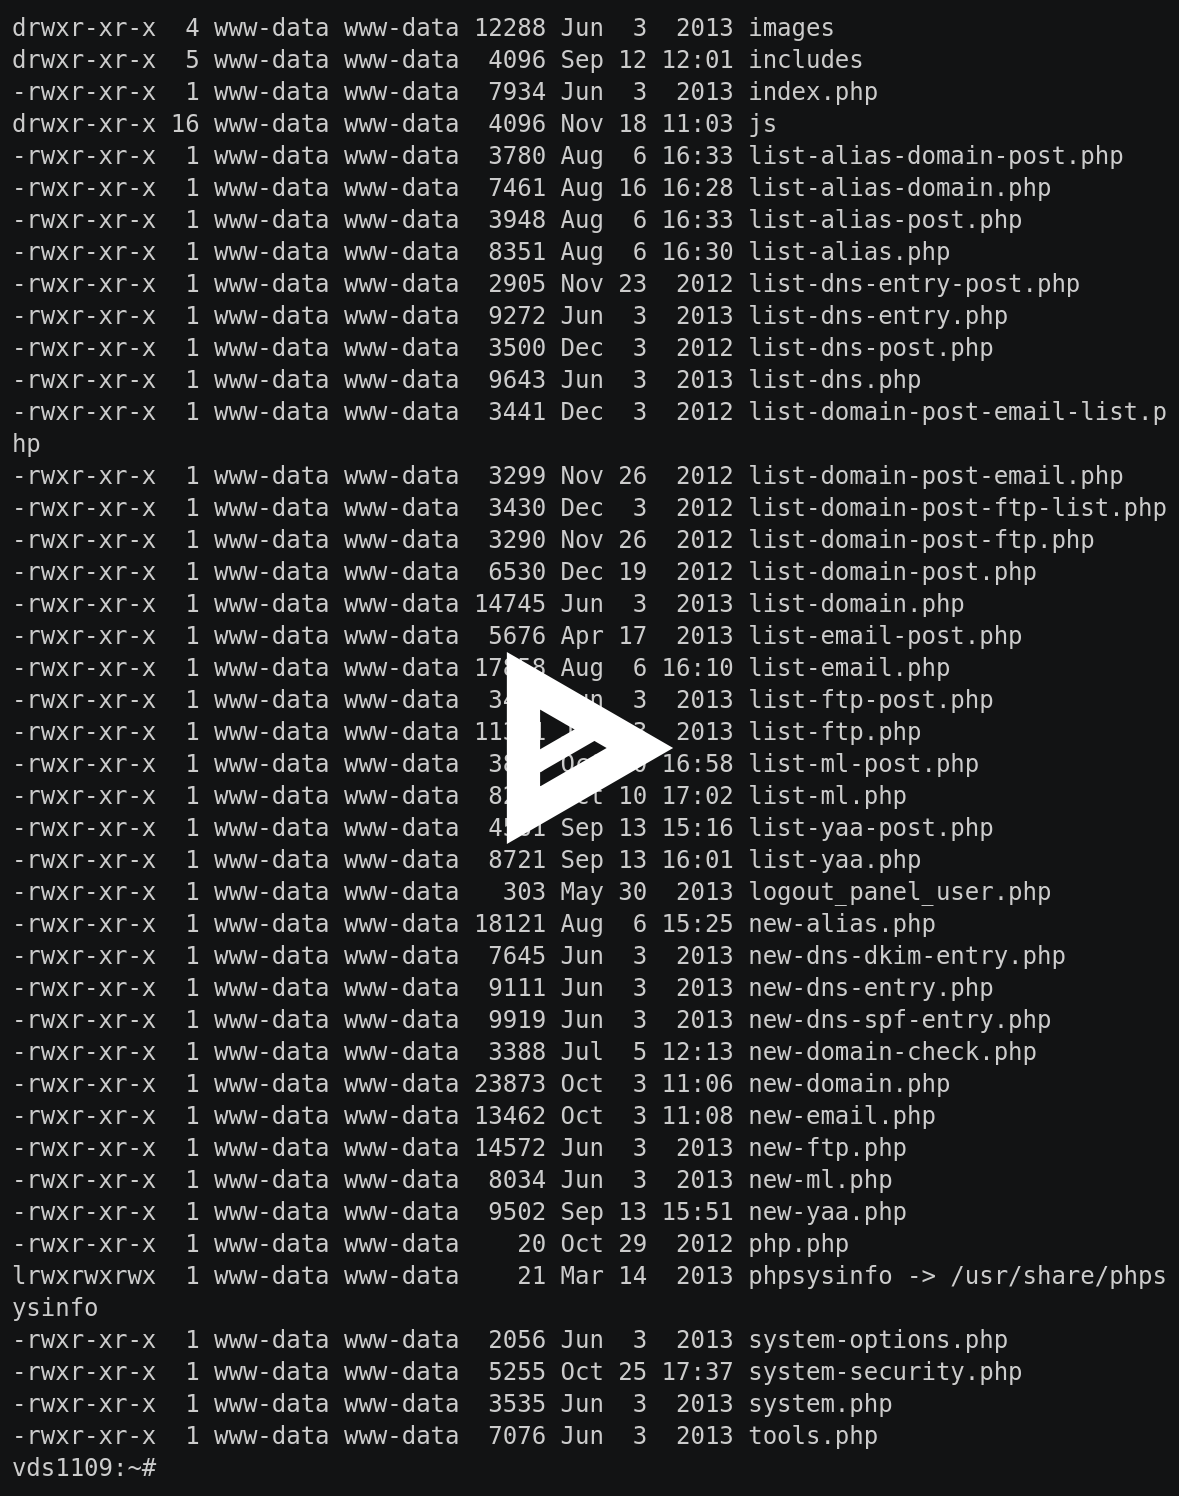 drwxr-xr-x  4 www-data www-data 12288 Jun  3  2013 images
drwxr-xr-x  5 www-data www-data  4096 Sep 12 12:01 includes
-rwxr-xr-x  1 www-data www-data  7934 Jun  3  2013 index.php
drwxr-xr-x 16 www-data www-data  4096 Nov 18 11:03 js
-rwxr-xr-x  1 www-data www-data  3780 Aug  6 16:33 list-alias-domain-post.php
-rwxr-xr-x  1 www-data www-data  7461 Aug 16 16:28 list-alias-domain.php
-rwxr-xr-x  1 www-data www-data  3948 Aug  6 16:33 list-alias-post.php
-rwxr-xr-x  1 www-data www-data  8351 Aug  6 16:30 list-alias.php
-rwxr-xr-x  1 www-data www-data  2905 Nov 23  2012 list-dns-entry-post.php
-rwxr-xr-x  1 www-data www-data  9272 Jun  3  2013 list-dns-entry.php
-rwxr-xr-x  1 www-data www-data  3500 Dec  3  2012 list-dns-post.php
-rwxr-xr-x  1 www-data www-data  9643 Jun  3  2013 list-dns.php
-rwxr-xr-x  1 www-data www-data  3441 Dec  3  2012 list-domain-post-email-list.p
hp
-rwxr-xr-x  1 www-data www-data  3299 Nov 26  2012 list-domain-post-email.php
-rwxr-xr-x  1 www-data www-data  3430 Dec  3  2012 list-domain-post-ftp-list.php
-rwxr-xr-x  1 www-data www-data  3290 Nov 26  2012 list-domain-post-ftp.php
-rwxr-xr-x  1 www-data www-data  6530 Dec 19  2012 list-domain-post.php
-rwxr-xr-x  1 www-data www-data 14745 Jun  3  2013 list-domain.php
-rwxr-xr-x  1 www-data www-data  5676 Apr 17  2013 list-email-post.php
-rwxr-xr-x  1 www-data www-data Aug  6 16:10 list-email.php
-rwxr-xr-x  1 www-data www-data 3  2013 list-ftp-post.php
-rwxr-xr-x  1 www-data www-data 2013 list-ftp.php
-rwxr-xr-x  1 www-data www-data 16:58 list-ml-post.php
-rwxr-xr-x  1 www-data www-data 10 17:02 list-ml.php
-rwxr-xr-x  1 www-data www-data Sep 13 15:16 list-yaa-post.php
-rwxr-xr-x  1 www-data www-data  8721 Sep 13 16:01 list-yaa.php
-rwxr-xr-x  1 www-data www-data   303 May 30  2013 logout_panel_user.php
-rwxr-xr-x  1 www-data www-data 18121 Aug  6 15:25 new-alias.php
-rwxr-xr-x  1 www-data www-data  7645 Jun  3  2013 new-dns-dkim-entry.php
-rwxr-xr-x  1 www-data www-data  9111 Jun  3  2013 new-dns-entry.php
-rwxr-xr-x  1 www-data www-data  9919 Jun  3  2013 new-dns-spf-entry.php
-rwxr-xr-x  1 www-data www-data  3388 Jul  5 12:13 new-domain-check.php
-rwxr-xr-x  1 www-data www-data 23873 Oct  3 11:06 new-domain.php
-rwxr-xr-x  1 www-data www-data 13462 Oct  3 11:08 new-email.php
-rwxr-xr-x  1 www-data www-data 14572 Jun  3  2013 new-ftp.php
-rwxr-xr-x  1 www-data www-data  8034 Jun  3  2013 new-ml.php
-rwxr-xr-x  1 www-data www-data  9502 Sep 13 15:51 new-yaa.php
-rwxr-xr-x  1 www-data www-data    20 Oct 29  2012 php.php
lrwxrwxrwx  1 www-data www-data    21 Mar 14  2013 phpsysinfo -> /usr/share/phps
ysinfo
-rwxr-xr-x  1 www-data www-data  2056 Jun  3  2013 system-options.php
-rwxr-xr-x  1 www-data www-data  5255 Oct 25 17:37 system-security.php
-rwxr-xr-x  1 www-data www-data  3535 Jun  3  2013 system.php
-rwxr-xr-x  1 www-data www-data  7076 Jun  3  2013 tools.php
vds1109:~#